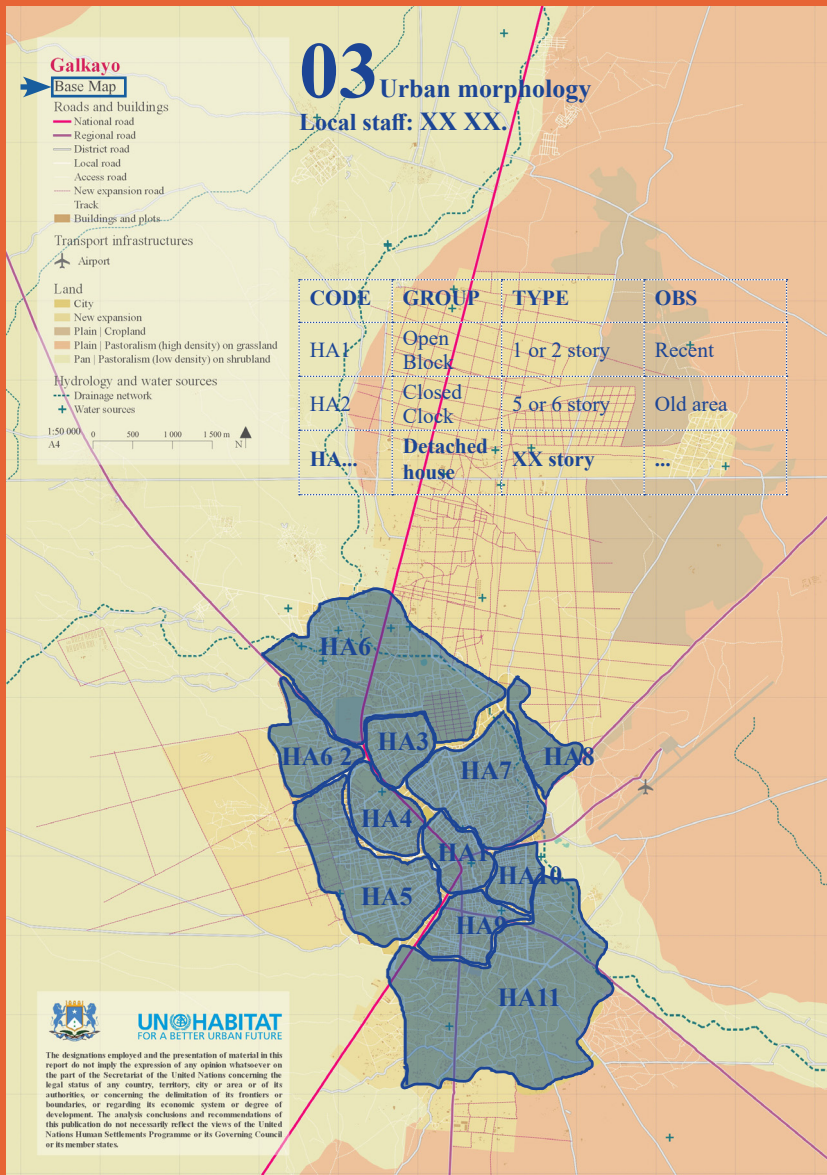 Galkayo
Base Map
Roads and buildings
National road
Regional road
District road
Local road
Access road
New expansion road
Track
Buildings and plots
Transport infrastructures
Airport
Land
City
New expansion
Plain | Cropland
Plain | Pastoralism (high density) on grassland
Pan | Pastoralism (low density) on shrubland
Hydrology and water sources
Drainage network
Water sources
1:50 000 0 500 1 000 1 500 m
A4 N
03 Urban morphology
Local staff: XX XX.
CODE GROUP TYPE OBS
HA1 Open Block 1 or 2 story Recent
HA2 Closed Clock 5 or 6 story Old area
HA... Detached house XX story ...
HA6
HA3
HA6 2
HA7
HA8
HA4
HA1
HA10
HA5
HA9
HA11
UN HABITAT
FOR A BETTER URBAN FUTURE
The designations employed and the presentation of material in this
report do not imply the expression of any opinion whatsoever on
the part of the Secretariat of the United Nations concerning the
legal status of any country, territory, city or area or of its
authorities, or concerning the delimitation of its frontiers or
boundaries, or regarding its economic system or degree of
development. The analysis conclusions and recommendations of
this publication do not necessarily reflect the views of the United
Nations Human Settlements Programme or its Governing Council
or its member states.